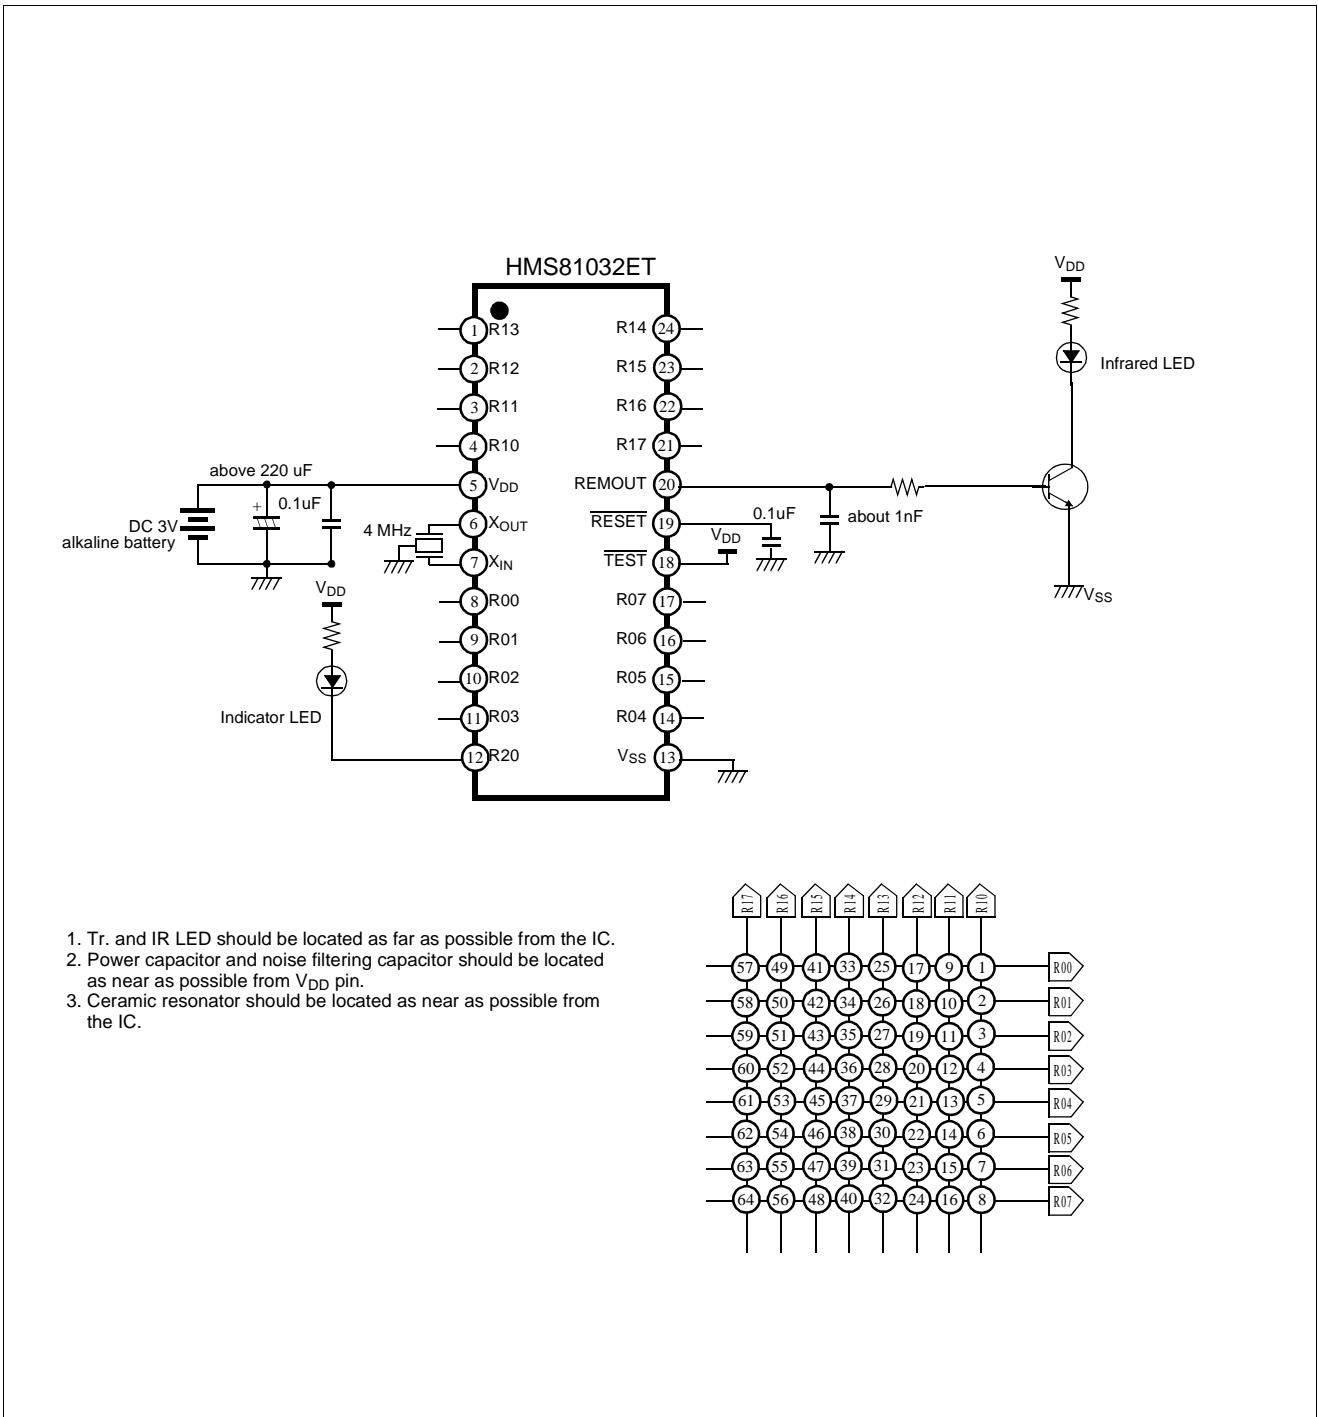 HMS81032ET
1 R13
2 R12
3 R11
4 R10
5 VDD
6 XOUT
7 XIN
8 R00
9 R01
10 R02
11 R03
12 R20
R14 24
R15 23
R16 22
R17 21
REMOUT 20
RESET 19
TEST 18
R07 17
R06 16
R05 15
R04 14
VSS 13
above 220 uF
+
0.1uF
DC 3V
alkaline battery
4 MHz
VDD
Indicator LED
0.1uF
VDD
about 1nF
VDD
Infrared LED
VSS
1. Tr. and IR LED should be located as far as possible from the IC.
2. Power capacitor and noise filtering capacitor should be located
as near as possible from VDD pin.
3. Ceramic resonator should be located as near as possible from
the IC.
R17 R16 R15 R14 R13 R12 R11 R10
57 49 41 33 25 17 9 1 R00
58 50 42 34 26 18 10 2 R01
59 51 43 35 27 19 11 3 R02
60 52 44 36 28 20 12 4 R03
61 53 45 37 29 21 13 5 R04
62 54 46 38 30 22 14 6 R05
63 55 47 39 31 23 15 7 R06
64 56 48 40 32 24 16 8 R07